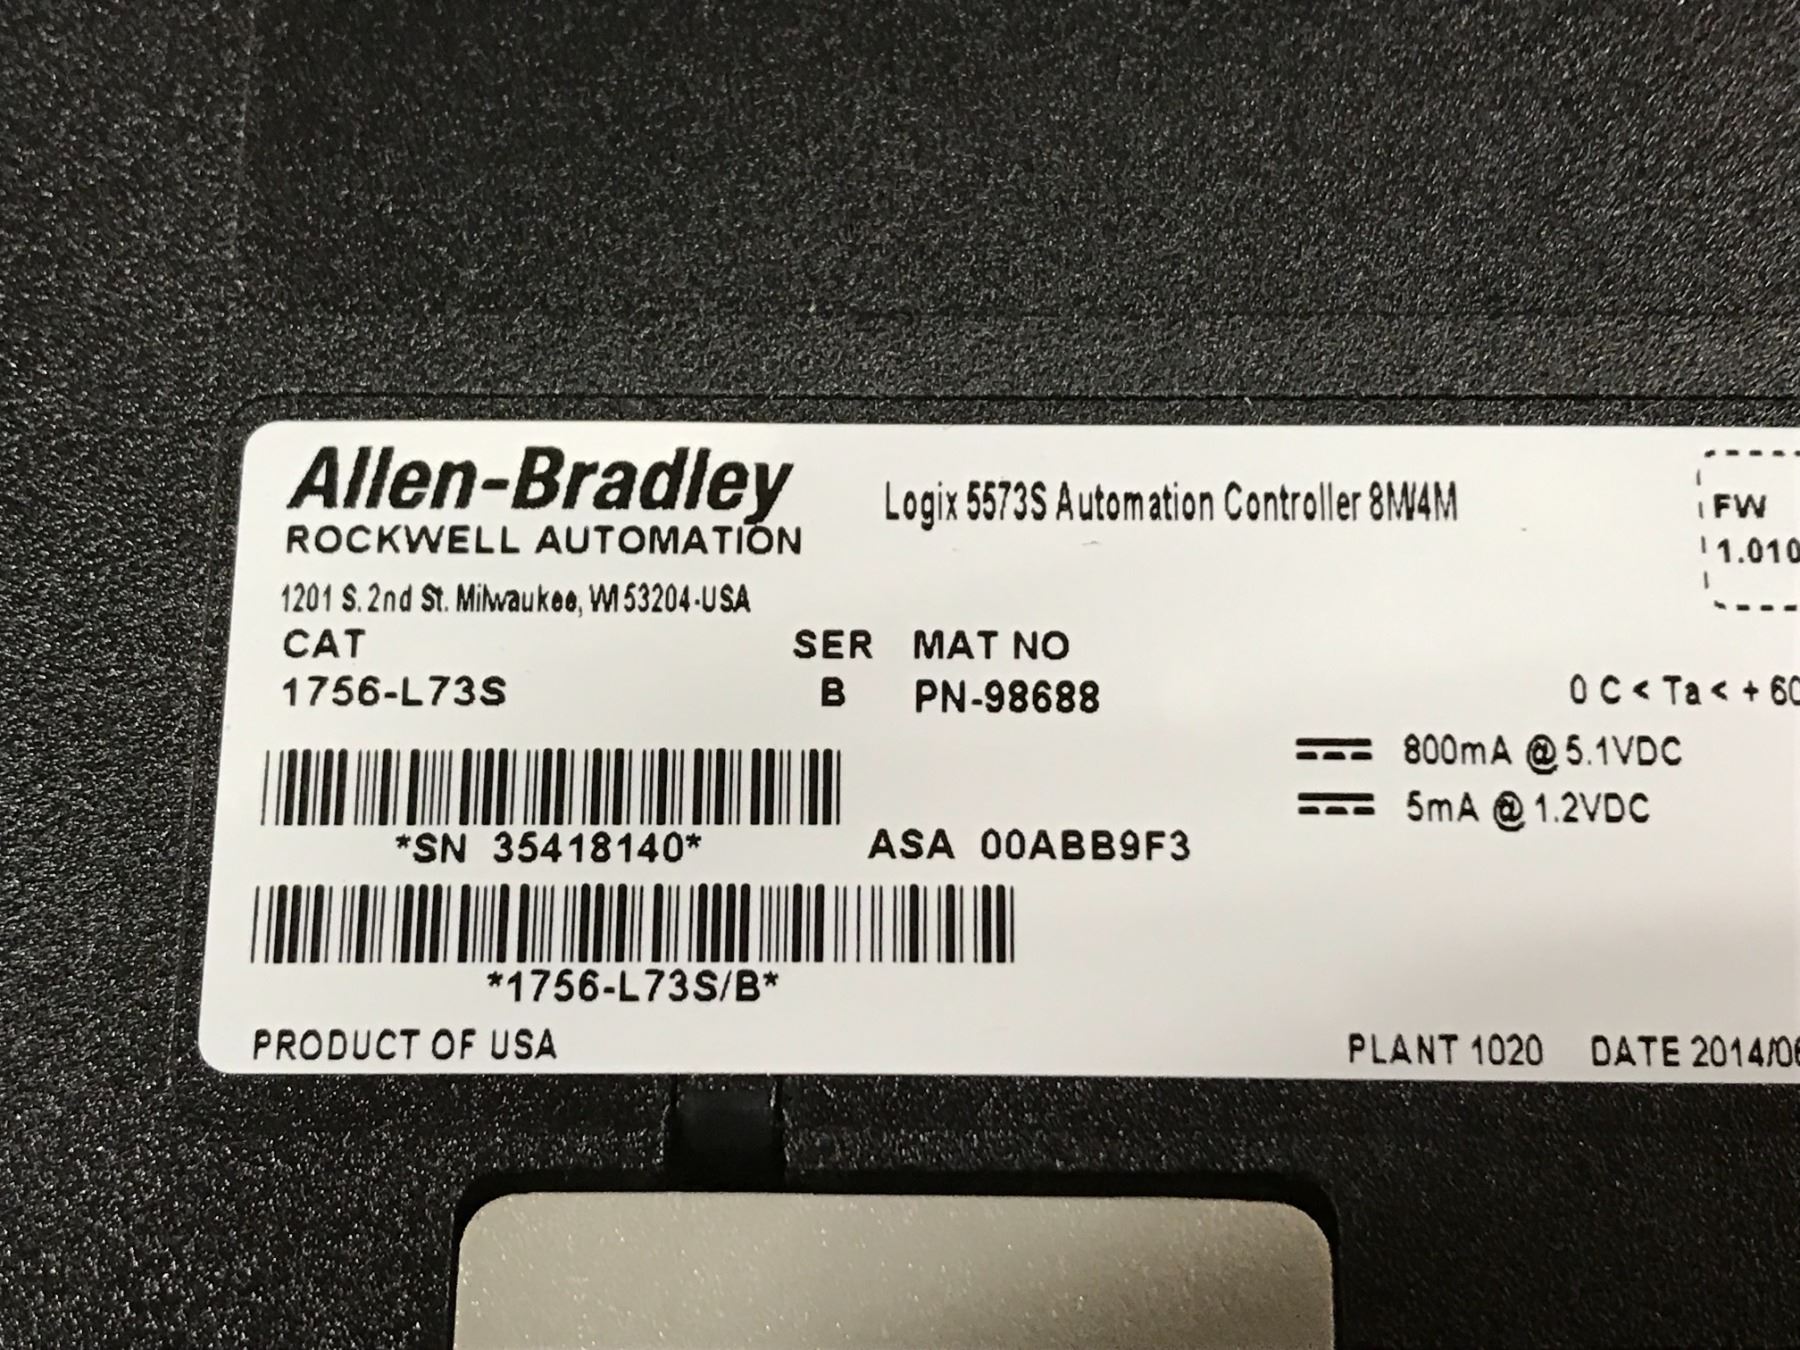 Allen-Bradley
ROCKWELL AUTOMATION
Logix 5573S Automation Controller 8M/4M
FW
1.010
1201 S. 2nd St. Milwaukee, WI 53204-USA
CAT SER MAT NO
1756-L73S B PN-98688
0 C < Ta < + 60
800mA @ 5.1VDC
5mA @ 1.2VDC
*SN 35418140* ASA 00ABB9F3
*1756-L73S/B*
PRODUCT OF USA PLANT 1020 DATE 2014/06